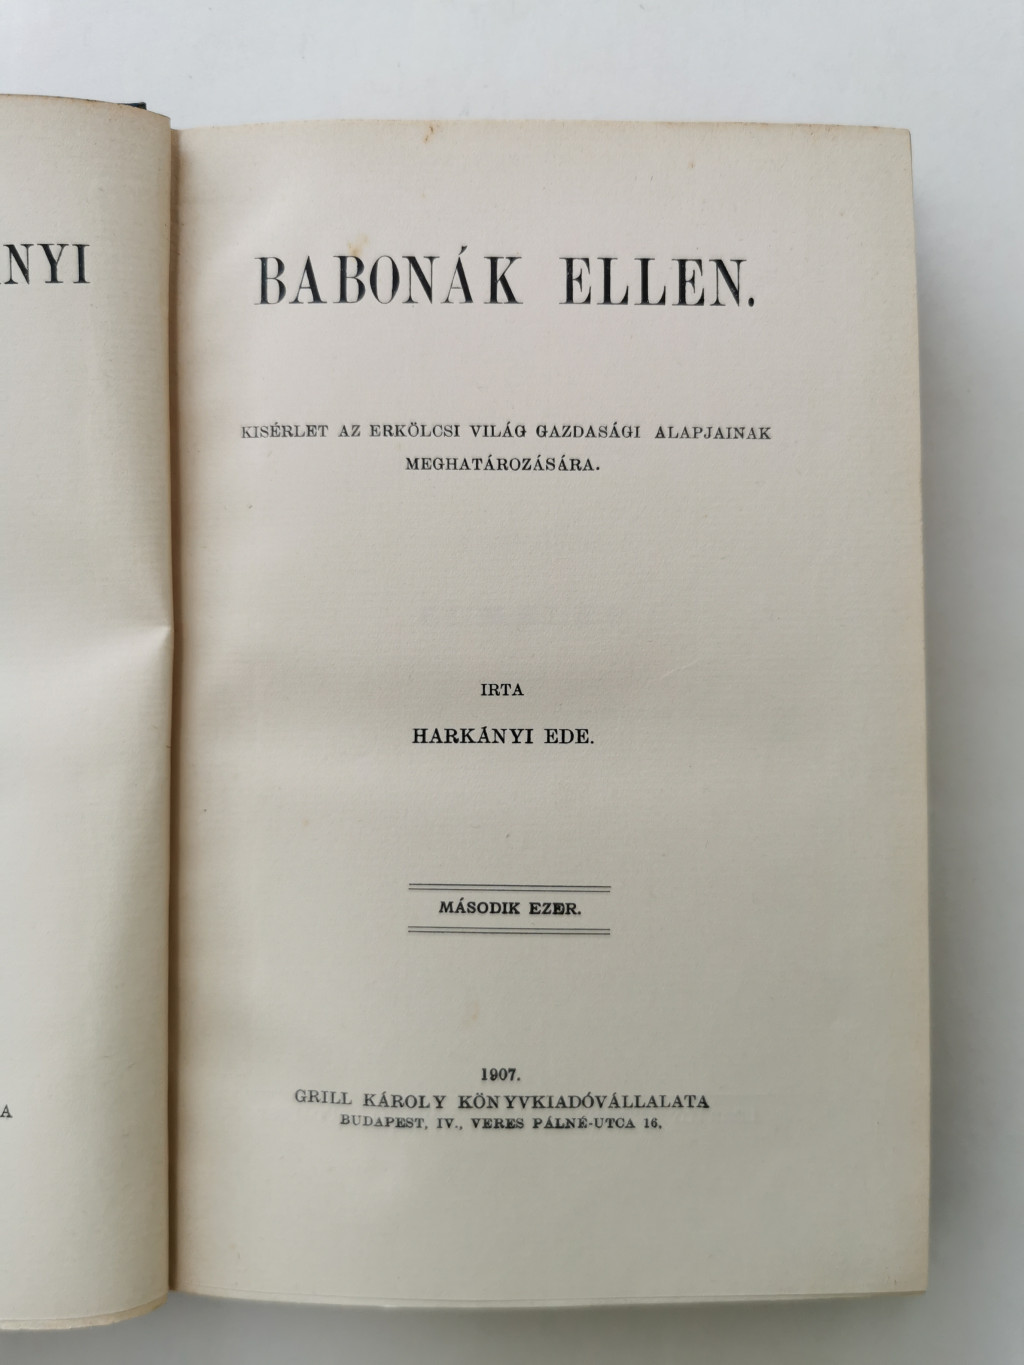 NYI
A
BABONÁK ELLEN.
KISÉRLET AZ ERKÖLCSI VILÁG GAZDASÁGI ALAPJAINAK
MEGHATÁROZÁSÁRA.
IRTA
HARKÁNYI EDE.
MÁSODIK EZER.
1907.
GRILL KÁROLY KÖNYVKIADÓVÁLLALATA
BUDAPEST, IV., VERES PÁLNÉ-UTCA 16.